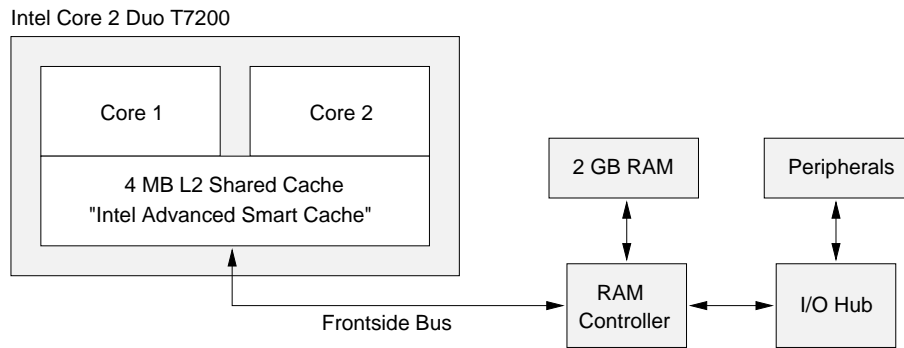 Intel Core 2 Duo T7200
Core 1
Core 2
4 MB L2 Shared Cache
"Intel Advanced Smart Cache"
2 GB RAM
Peripherals
RAM
Controller
I/O Hub
Frontside Bus